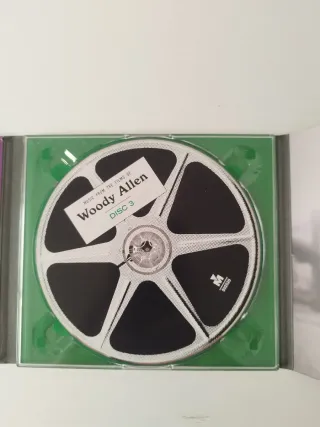 MUSIC FROM THE FILMS OF
Woody Allen
DISC 3